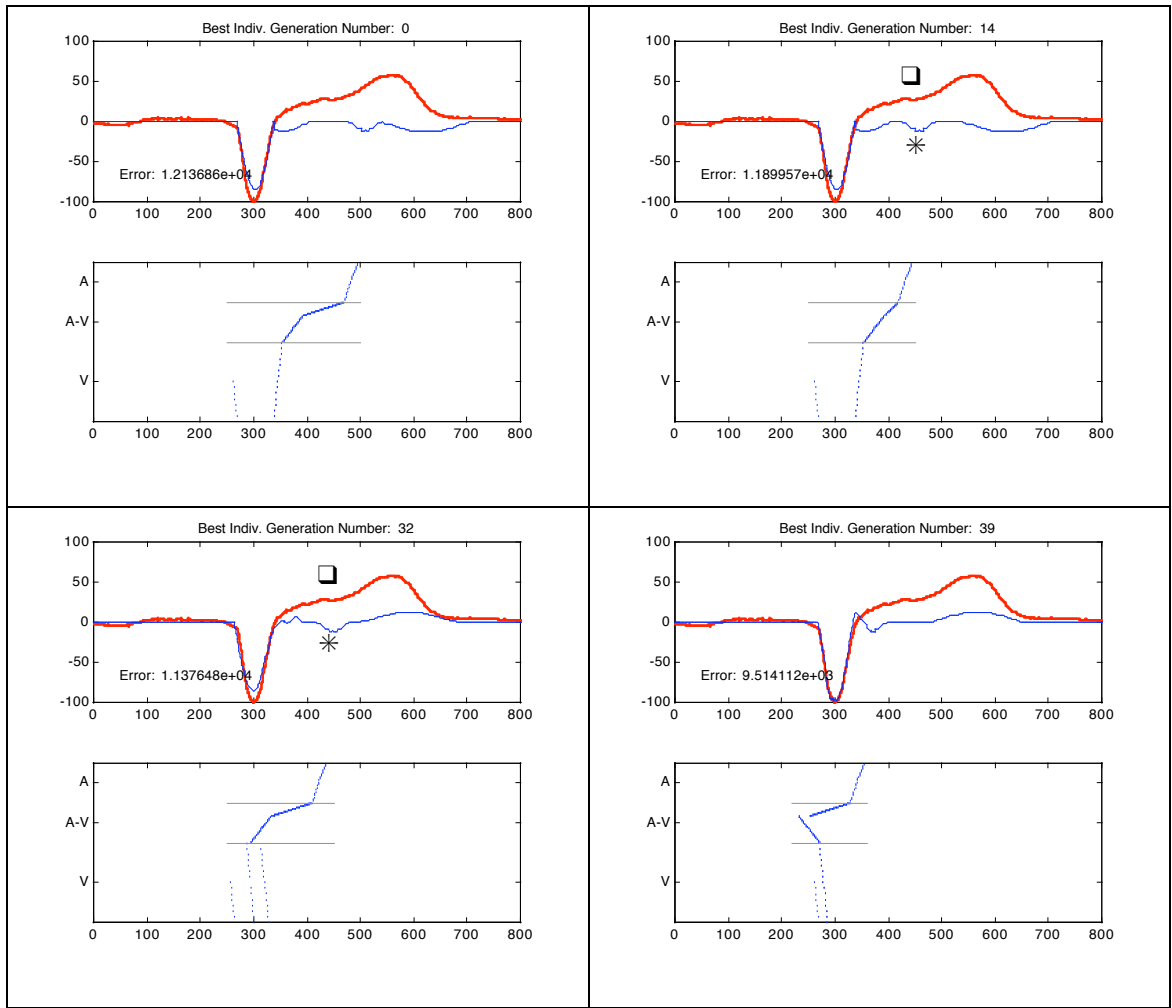 Best Indiv. Generation Number: 0
100
50
0
-50
-100
Error: 1.213686e+04
0 100 200 300 400 500 600 700 800
A
A-V
V
0 100 200 300 400 500 600 700 800
Best Indiv. Generation Number: 14
100
50
0
-50
-100
Error: 1.189957e+04
0 100 200 300 400 500 600 700 800
A
A-V
V
0 100 200 300 400 500 600 700 800
Best Indiv. Generation Number: 32
100
50
0
-50
-100
Error: 1.137648e+04
0 100 200 300 400 500 600 700 800
A
A-V
V
0 100 200 300 400 500 600 700 800
Best Indiv. Generation Number: 39
100
50
0
-50
-100
Error: 9.514112e+03
0 100 200 300 400 500 600 700 800
A
A-V
V
0 100 200 300 400 500 600 700 800